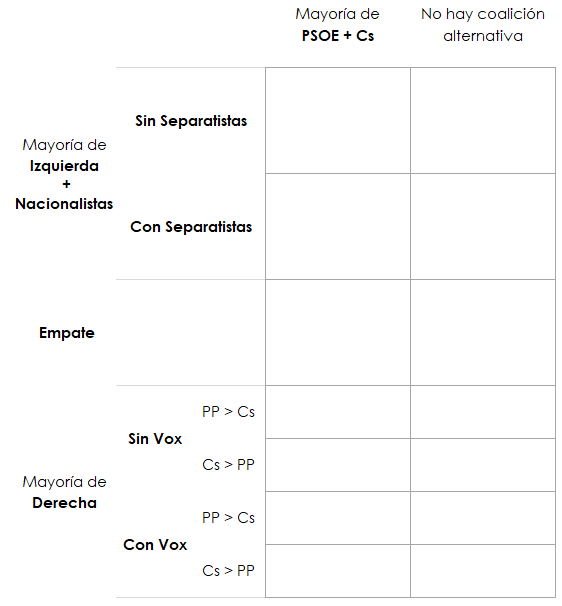 Mayoría de
PSOE + Cs
No hay coalición
alternativa
Mayoría de
Izquierda
+
Nacionalistas
Sin Separatistas
Con Separatistas
Empate
Mayoría de
Derecha
Sin Vox
PP > Cs
Cs > PP
Con Vox
PP > Cs
Cs > PP